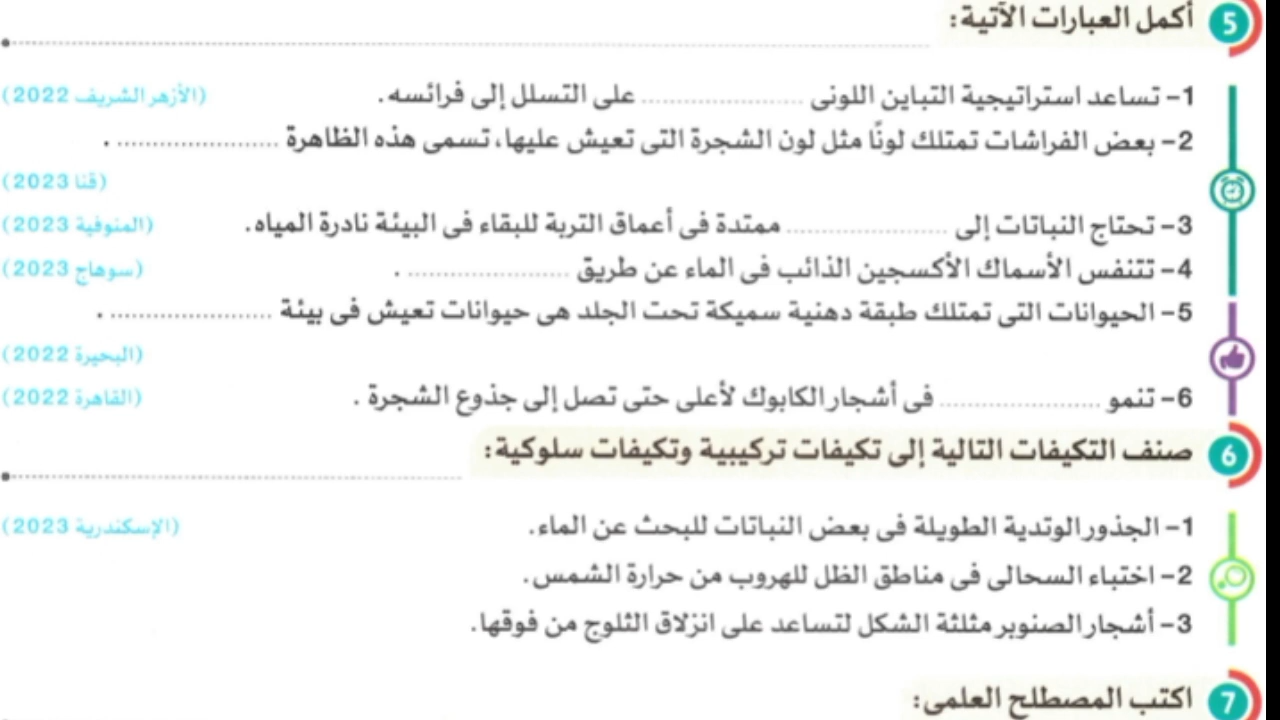 5 أكمل العبارات الآتية:
1- تساعد استراتيجية التباين اللونى .................... على التسلل إلى فرائسه. (الأزهر الشريف 2022)
2- بعض الفراشات تمتلك لونًا مثل لون الشجرة التى تعيش عليها، تسمى هذه الظاهرة .................... .
(قنا 2023)
3- تحتاج النباتات إلى .................... ممتدة فى أعماق التربة للبقاء فى البيئة نادرة المياه. (المنوفية 2023)
4- تتنفس الأسماك الأكسجين الذائب فى الماء عن طريق .................... . (سوهاج 2023)
5- الحيوانات التى تمتلك طبقة دهنية سميكة تحت الجلد هى حيوانات تعيش فى بيئة .................... .
(البحيرة 2022)
6- تنمو .................... فى أشجار الكابوك لأعلى حتى تصل إلى جذوع الشجرة . (القاهرة 2022)
6 صنف التكيفات التالية إلى تكيفات تركيبية وتكيفات سلوكية:
1- الجذور الوتدية الطويلة فى بعض النباتات للبحث عن الماء. (الإسكندرية 2023)
2- اختباء السحالى فى مناطق الظل للهروب من حرارة الشمس.
3- أشجار الصنوبر مثلثة الشكل لتساعد على انزلاق الثلوج من فوقها.
7 اكتب المصطلح العلمى: